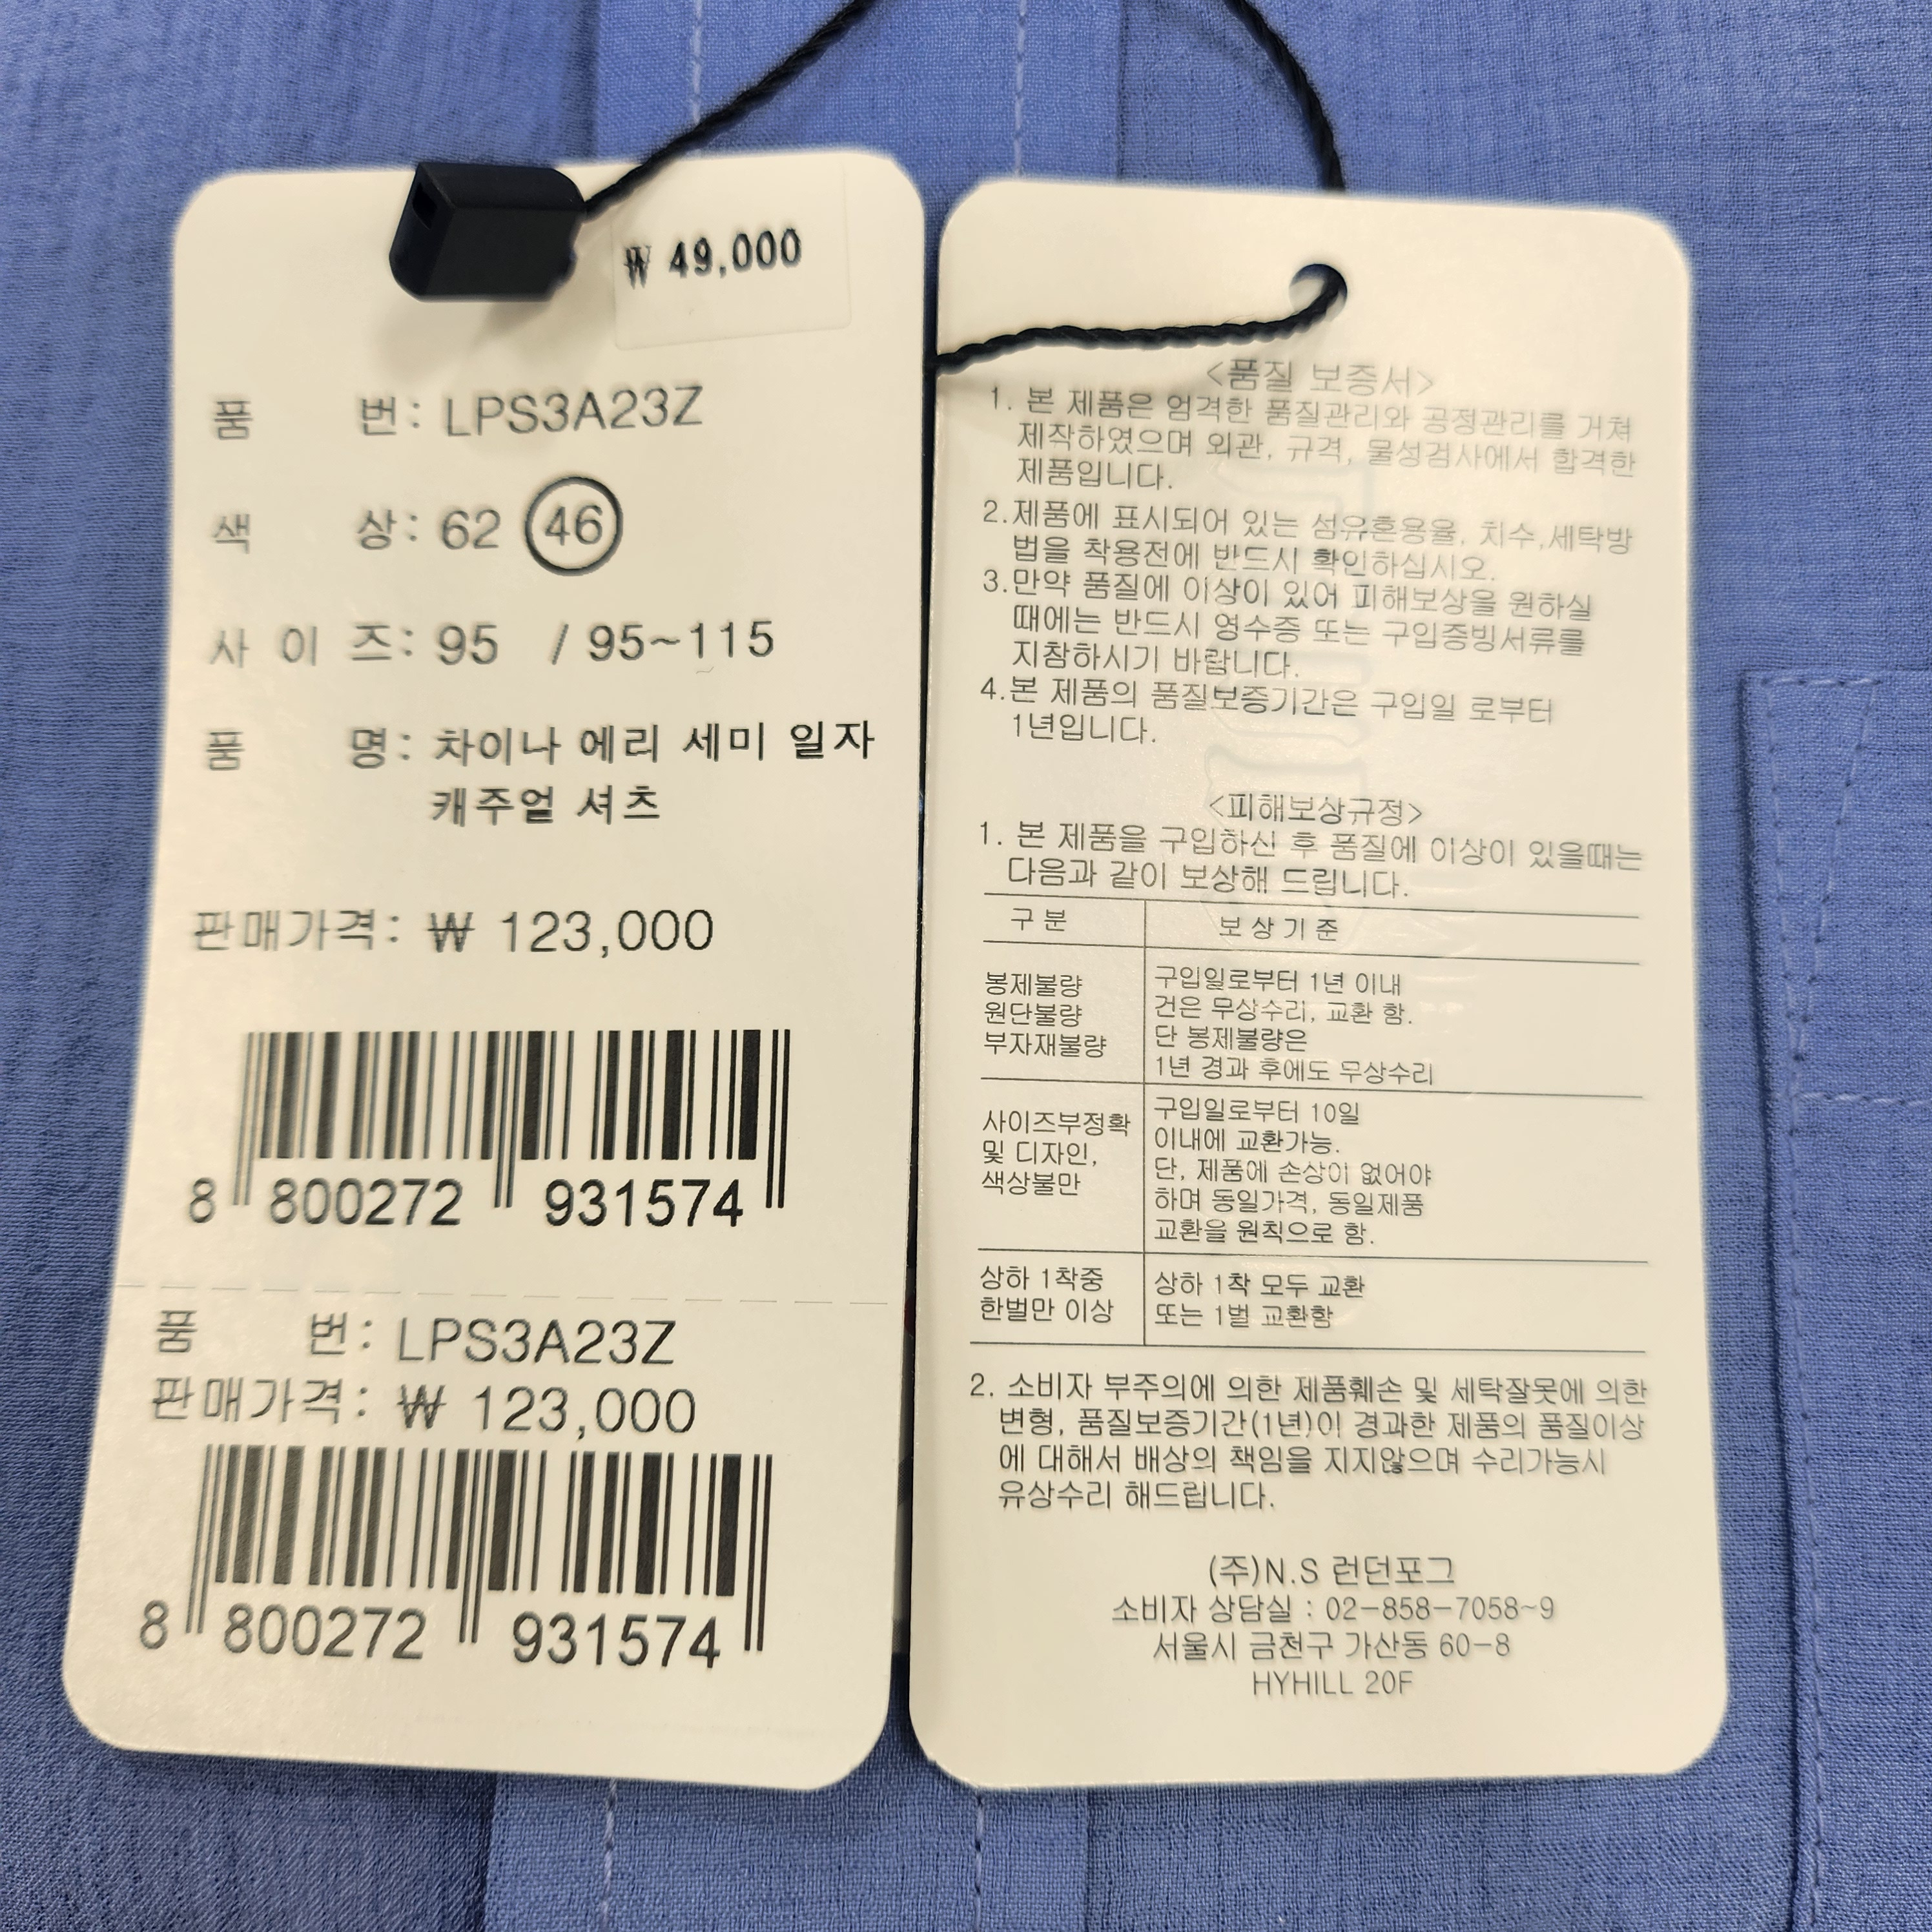 ₩ 49,000
품 번: LPS3A23Z
색 상: 62 46
사 이 즈: 95 / 95~115
품 명: 차이나 에리 세미 일자
캐주얼 셔츠
판매가격: ₩ 123,000
8 800272 931574
품 번: LPS3A23Z
판매가격: ₩ 123,000
8 800272 931574
<품질 보증서>
1. 본 제품은 엄격한 품질관리와 공정관리를 거쳐
제작하였으며 외관, 규격, 물성검사에서 합격한
제품입니다.
2.제품에 표시되어 있는 섬유혼용율, 치수,세탁방
법을 착용전에 반드시 확인하십시오.
3.만약 품질에 이상이 있어 피해보상을 원하실
때에는 반드시 영수증 또는 구입증빙서류를
지참하시기 바랍니다.
4.본 제품의 품질보증기간은 구입일 로부터
1년입니다.
<피해보상규정>
1. 본 제품을 구입하신 후 품질에 이상이 있을때는
다음과 같이 보상해 드립니다.
구 분 보 상 기 준
봉제불량
원단불량
부자재불량
구입일로부터 1년 이내
건은 무상수리, 교환 함.
단 봉제불량은
1년 경과 후에도 무상수리
사이즈부정확
및 디자인,
색상불만
구입일로부터 10일
이내에 교환가능.
단, 제품에 손상이 없어야
하며 동일가격, 동일제품
교환을 원칙으로 함.
상하 1착중
한벌만 이상
상하 1착 모두 교환
또는 1벌 교환함
2. 소비자 부주의에 의한 제품훼손 및 세탁잘못에 의한
변형, 품질보증기간(1년)이 경과한 제품의 품질이상
에 대해서 배상의 책임을 지지않으며 수리가능시
유상수리 해드립니다.
(주)N.S 런던포그
소비자 상담실 : 02-858-7058~9
서울시 금천구 가산동 60-8
HYHILL 20F